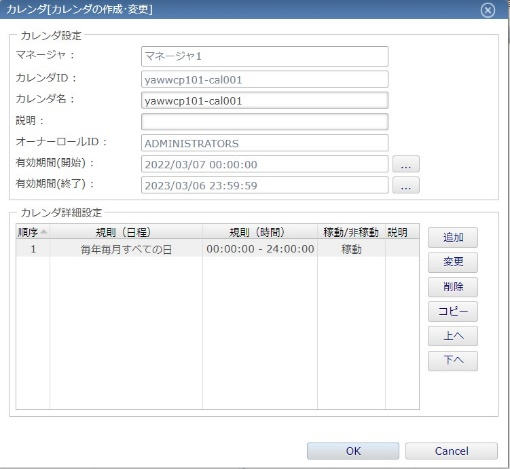 カレンダ[カレンダの作成・変更]
カレンダ設定
マネージャ： マネージャ1
カレンダID： yawwcp101-cal001
カレンダ名： yawwcp101-cal001
説明：
オーナーロールID： ADMINISTRATORS
有効期間(開始)： 2022/03/07 00:00:00 ...
有効期間(終了)： 2023/03/06 23:59:59 ...
カレンダ詳細設定
順序 規則（日程） 規則（時間） 稼動/非稼動 説明
1 毎年毎月すべての日 00:00:00 - 24:00:00 稼動
追加
変更
削除
コピー
上へ
下へ
OK Cancel